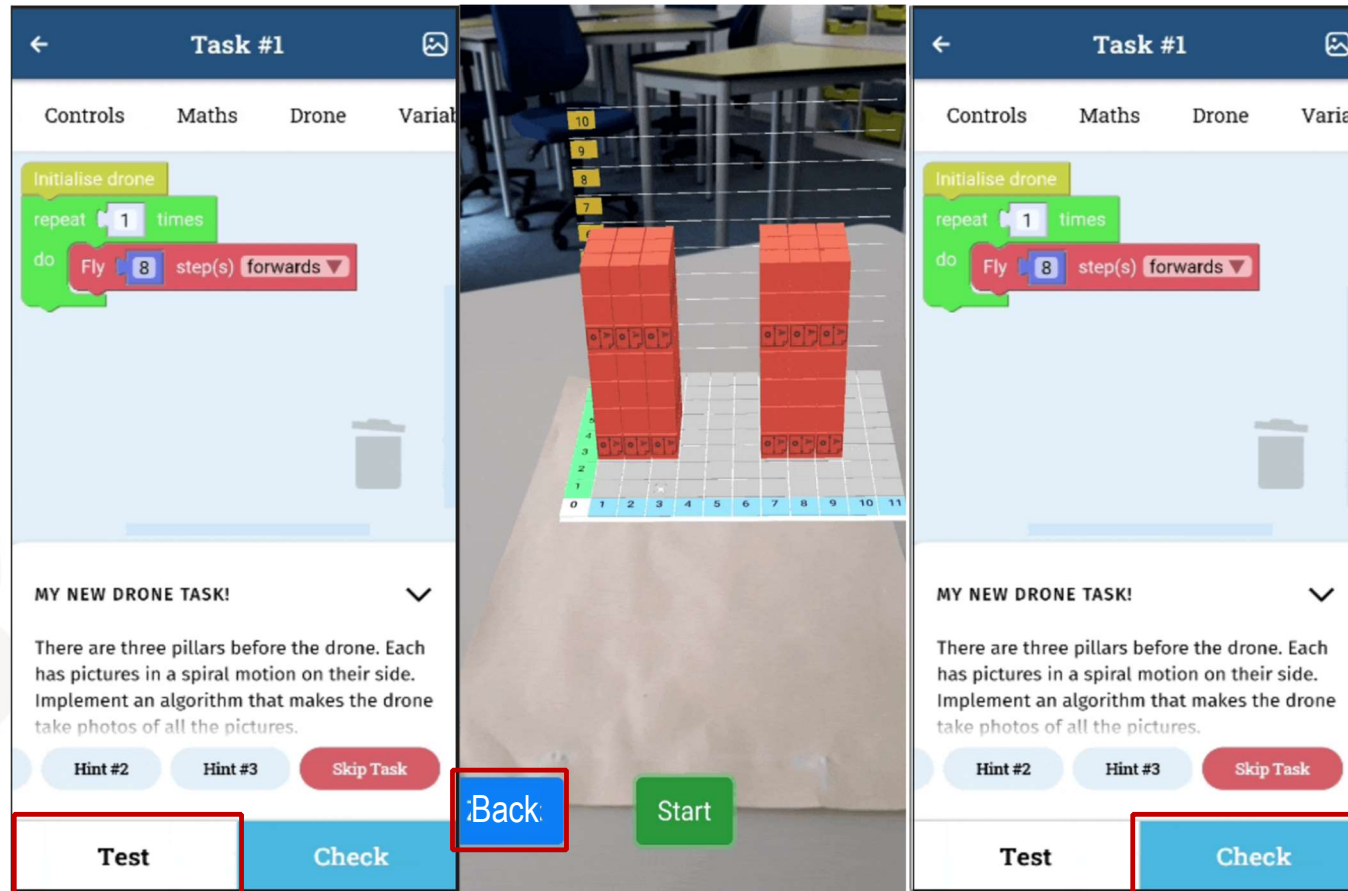 Task #1
Controls Maths Drone Variab
Initialise drone
repeat 1 times
do Fly 8 step(s) forwards
MY NEW DRONE TASK!
There are three pillars before the drone. Each
has pictures in a spiral motion on their side.
Implement an algorithm that makes the drone
take photos of all the pictures.
Hint #2 Hint #3 Skip Task
Test Check
10
9
8
7
5
4
3
2
1
0 1 2 3 4 5 6 7 8 9 10 11
Back
Start
Task #1
Controls Maths Drone Varia
Initialise drone
repeat 1 times
do Fly 8 step(s) forwards
MY NEW DRONE TASK!
There are three pillars before the drone. Each
has pictures in a spiral motion on their side.
Implement an algorithm that makes the drone
take photos of all the pictures.
Hint #2 Hint #3 Skip Task
Test Check